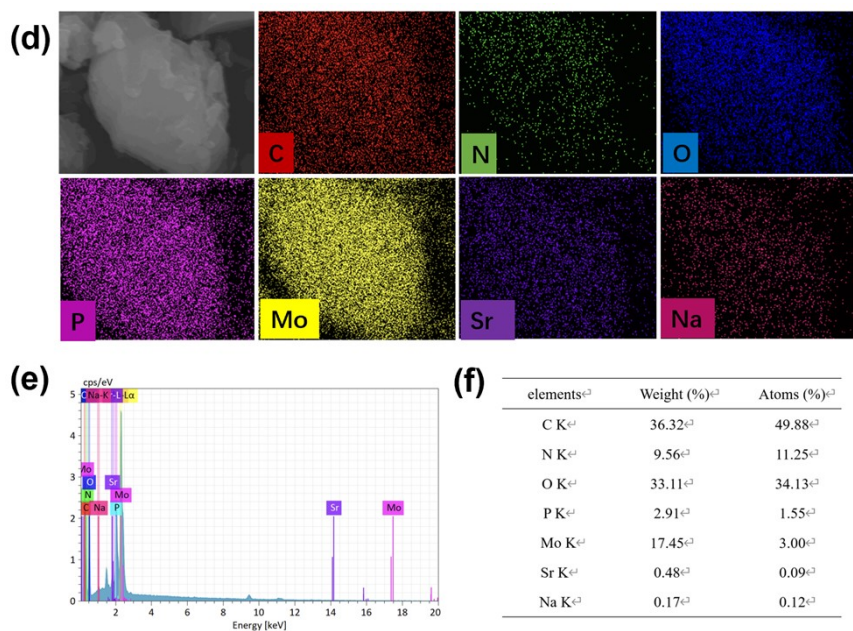 (d)
C
N
O
P
Mo
Sr
Na
(e)
cps/eV
5
4
3
2
1
0
Na-K
Lα
Mo
O Sr
N Mo
C Na P
Sr Mo
2 4 6 8 10 12 14 16 18 20
Energy [keV]
(f)
elements↵ Weight (%)↵ Atoms (%)↵
C K↵ 36.32↵ 49.88↵
N K↵ 9.56↵ 11.25↵
O K↵ 33.11↵ 34.13↵
P K↵ 2.91↵ 1.55↵
Mo K↵ 17.45↵ 3.00↵
Sr K↵ 0.48↵ 0.09↵
Na K↵ 0.17↵ 0.12↵